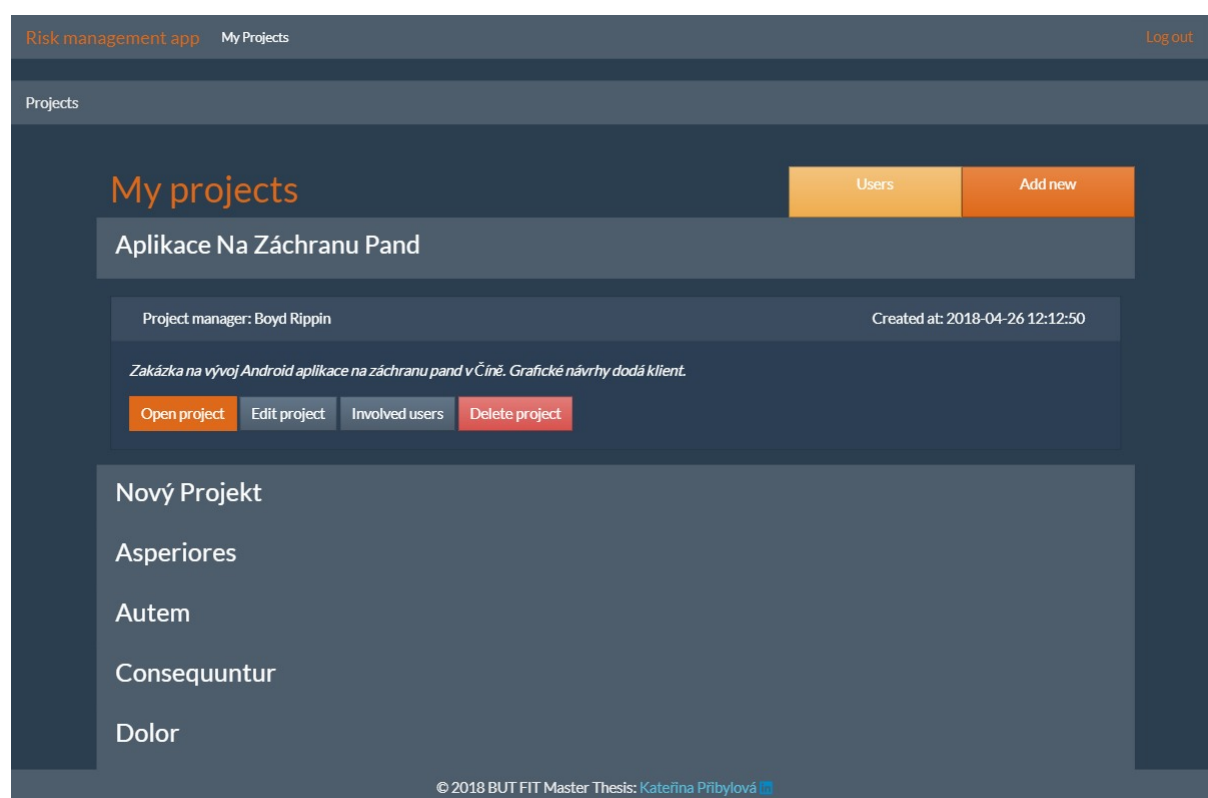 Risk management app My Projects Log out
Projects
My projects Users Add new
Aplikace Na Záchranu Pand
Project manager: Boyd Rippin Created at: 2018-04-26 12:12:50
Zakázka na vývoj Android aplikace na záchranu pand v Číně. Grafické návrhy dodá klient.
Open project Edit project Involved users Delete project
Nový Projekt
Asperiores
Autem
Consequuntur
Dolor
© 2018 BUT FIT Master Thesis: Kateřina Přibylová in